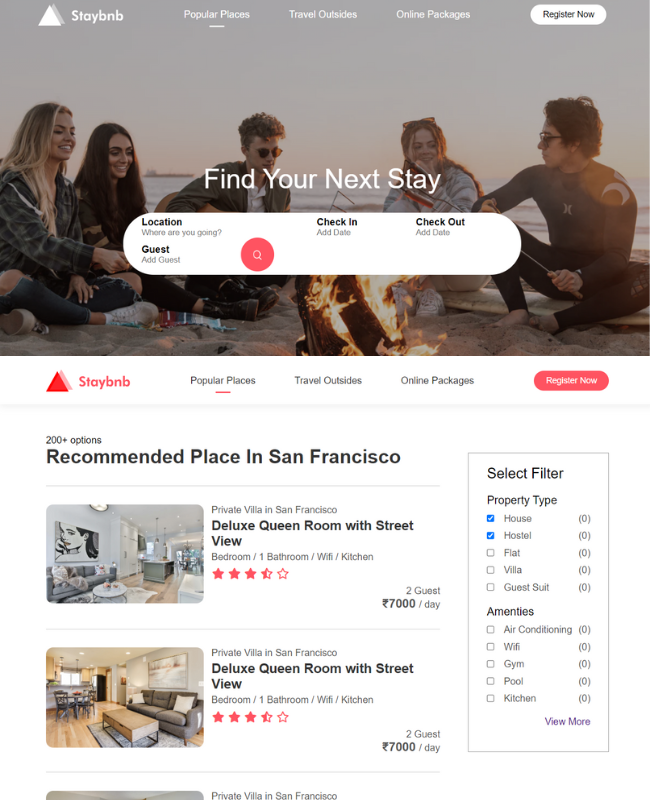 Staybnb
Popular Places
Travel Outsides
Online Packages
Register Now
Find Your Next Stay
Location
Where are you going?
Check In
Add Date
Check Out
Add Date
Guest
Add Guest
Staybnb
Popular Places
Travel Outsides
Online Packages
Register Now
200+ options
Recommended Place In San Francisco
Private Villa in San Francisco
Deluxe Queen Room with Street
View
Bedroom / 1 Bathroom / Wifi / Kitchen
2 Guest
₹7000 / day
Private Villa in San Francisco
Deluxe Queen Room with Street
View
Bedroom / 1 Bathroom / Wifi / Kitchen
2 Guest
₹7000 / day
Private Villa in San Francisco
Select Filter
Property Type
House (0)
Hostel (0)
Flat (0)
Villa (0)
Guest Suit (0)
Amenties
Air Conditioning (0)
Wifi (0)
Gym (0)
Pool (0)
Kitchen (0)
View More